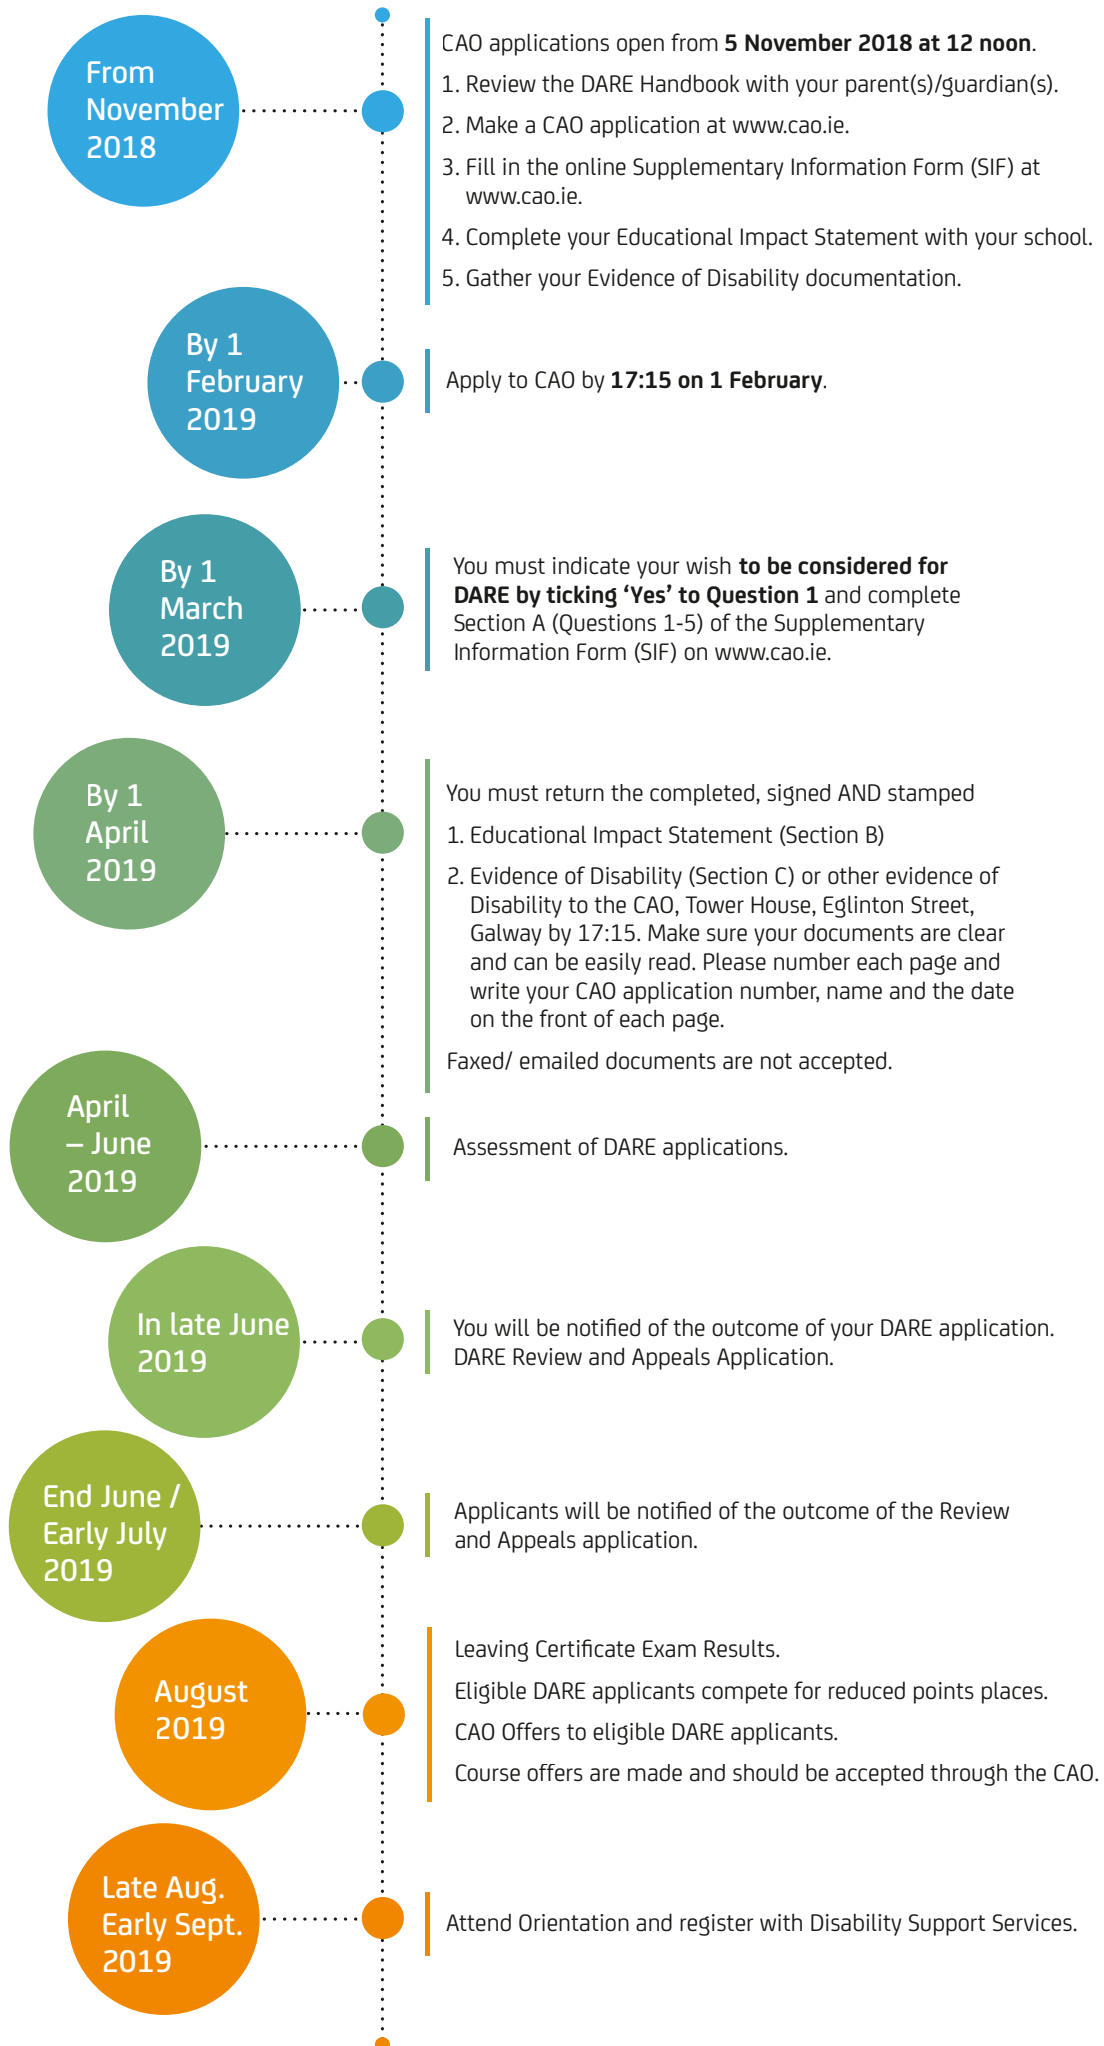 From
November
2018
CAO applications open from 5 November 2018 at 12 noon.
1. Review the DARE Handbook with your parent(s)/guardian(s).
2. Make a CAO application at www.cao.ie.
3. Fill in the online Supplementary Information Form (SIF) at
www.cao.ie.
4. Complete your Educational Impact Statement with your school.
5. Gather your Evidence of Disability documentation.
By 1
February
2019
Apply to CAO by 17:15 on 1 February.
By 1
March
2019
You must indicate your wish to be considered for
DARE by ticking ‘Yes’ to Question 1 and complete
Section A (Questions 1-5) of the Supplementary
Information Form (SIF) on www.cao.ie.
By 1
April
2019
You must return the completed, signed AND stamped
1. Educational Impact Statement (Section B)
2. Evidence of Disability (Section C) or other evidence of
Disability to the CAO, Tower House, Eglinton Street,
Galway by 17:15. Make sure your documents are clear
and can be easily read. Please number each page and
write your CAO application number, name and the date
on the front of each page.
Faxed/ emailed documents are not accepted.
April
– June
2019
Assessment of DARE applications.
In late June
2019
You will be notified of the outcome of your DARE application.
DARE Review and Appeals Application.
End June /
Early July
2019
Applicants will be notified of the outcome of the Review
and Appeals application.
August
2019
Leaving Certificate Exam Results.
Eligible DARE applicants compete for reduced points places.
CAO Offers to eligible DARE applicants.
Course offers are made and should be accepted through the CAO.
Late Aug.
Early Sept.
2019
Attend Orientation and register with Disability Support Services.